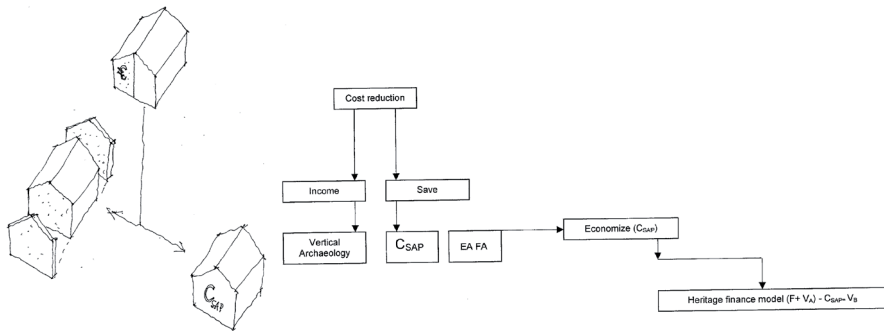 Cost reduction
Income
Save
Vertical
Archaeology
CSAP
EA FA
Economize (CSAP)
Heritage finance model (F+ VA) - CSAP- VB
CSAP